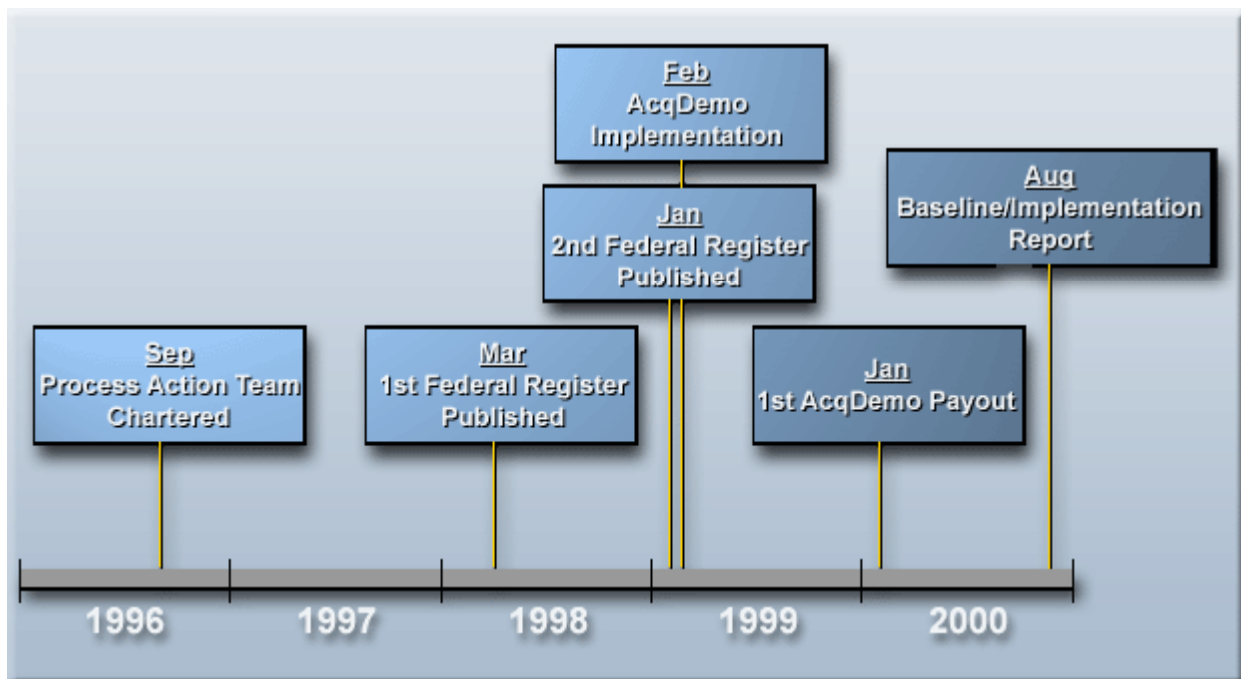 Feb
AcqDemo
Implementation
Aug
Baseline/Implementation
Report
Jan
2nd Federal Register
Published
Sep
Process Action Team
Chartered
Mar
1st Federal Register
Published
Jan
1st AcqDemo Payout
1996
1997
1998
1999
2000